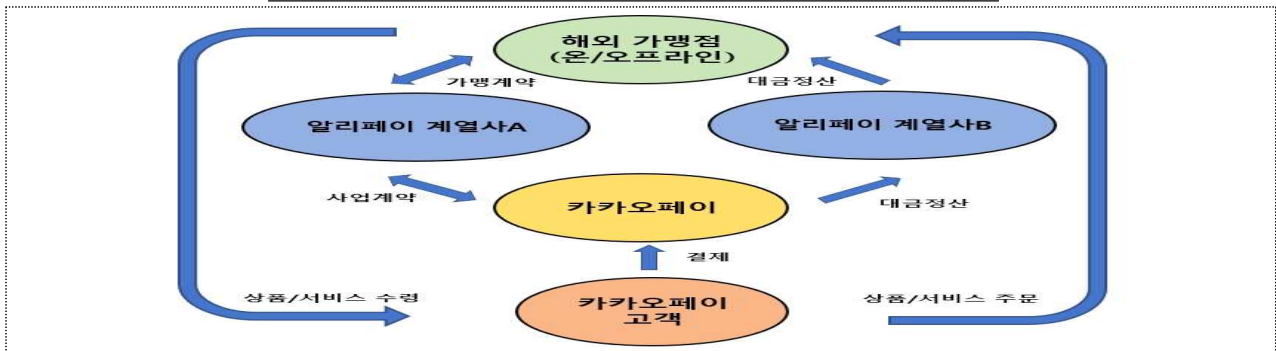 해외 가맹점
(온/오프라인)
가맹계약
대금정산
알리페이 계열사A
알리페이 계열사B
사업계약
카카오페이
대금정산
결제
상품/서비스 수령
카카오페이
고객
상품/서비스 주문